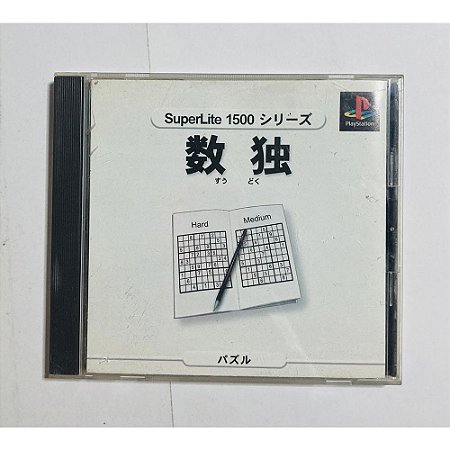 SuperLite 1500 シリーズ
PlayStation
数独
すう どく
Hard
Medium
パズル